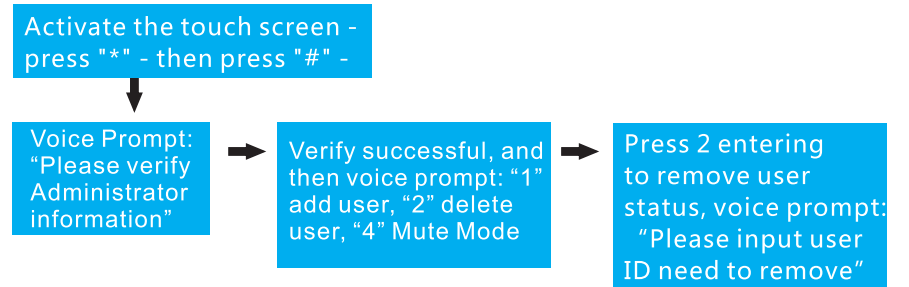 Activate the touch screen -
press "*" - then press "#" -
Voice Prompt:
“Please verify
Administrator
information”
Verify successful, and
then voice prompt: “1”
add user, “2” delete
user, “4” Mute Mode
Press 2 entering
to remove user
status, voice prompt:
“Please input user
ID need to remove”